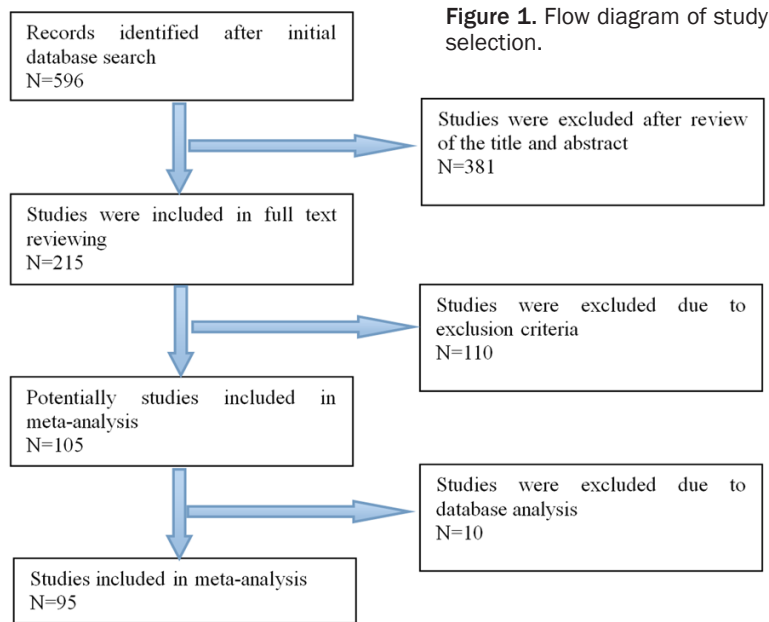 Figure 1. Flow diagram of study
selection.
Records identified after initial
database search
N=596
Studies were excluded after review
of the title and abstract
N=381
Studies were included in full text
reviewing
N=215
Studies were excluded due to
exclusion criteria
N=110
Potentially studies included in
meta-analysis
N=105
Studies were excluded due to
database analysis
N=10
Studies included in meta-analysis
N=95